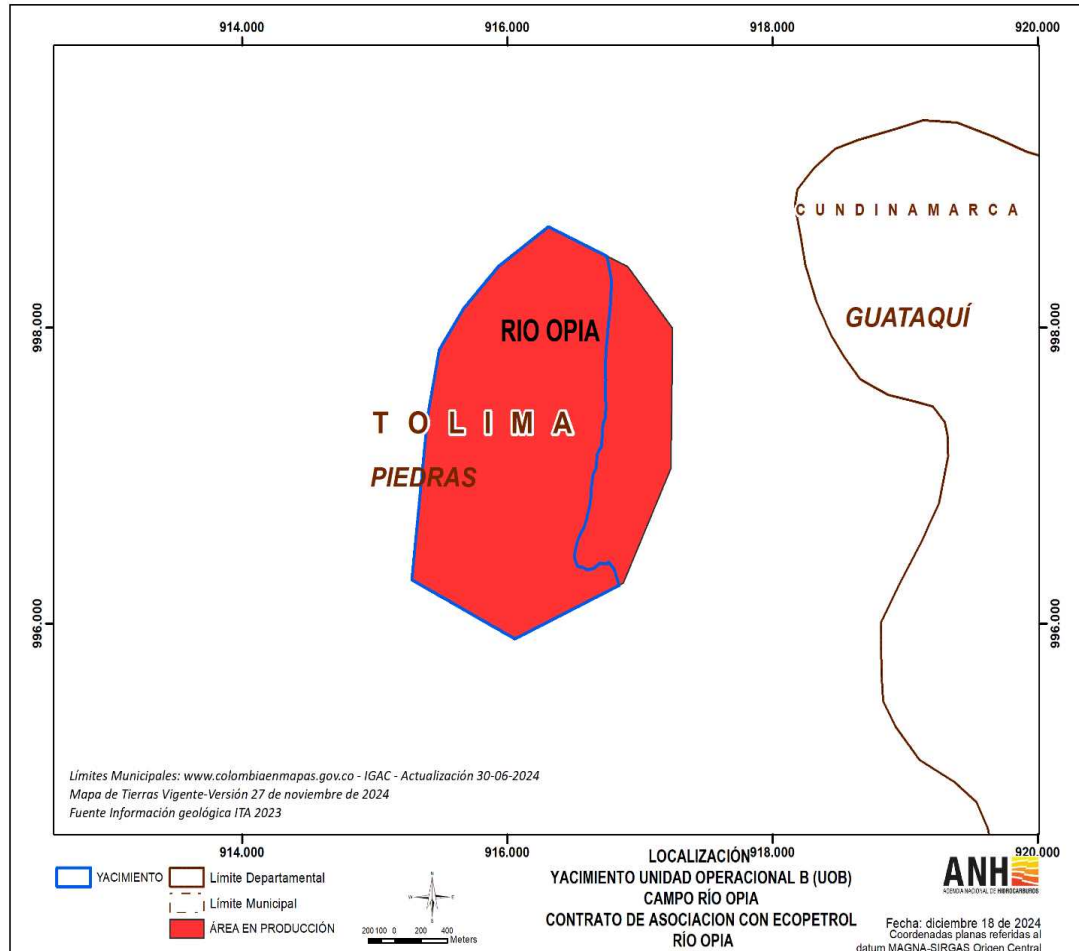 914.000 916.000 918.000 920.000
CUNDINAMARCA
GUATAQUÍ
998.000 998.000
RIO OPIA
TOLIMA
PIEDRAS
996.000 996.000
Límites Municipales: www.colombiaenmapas.gov.co - IGAC - Actualización 30-06-2024
Mapa de Tierras Vigente-Versión 27 de noviembre de 2024
Fuente Información geológica ITA 2023
914.000 916.000 918.000 920.000
YACIMIENTO
Límite Departamental
Límite Municipal
ÁREA EN PRODUCCIÓN
N
W E
S
200 100 0 200 400
Meters
LOCALIZACIÓN
YACIMIENTO UNIDAD OPERACIONAL B (UOB)
CAMPO RÍO OPIA
CONTRATO DE ASOCIACION CON ECOPETROL
RÍO OPIA
ANH
AGENCIA NACIONAL DE HIDROCARBUROS
Fecha: diciembre 18 de 2024
Coordenadas planas referidas al
datum MAGNA-SIRGAS Origen Central